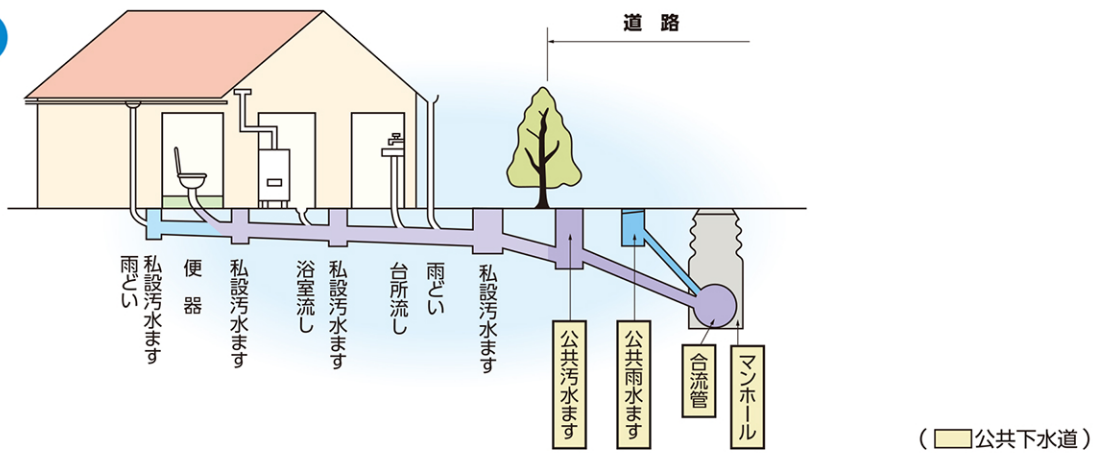 道路
雨どい
私設汚水ます
便器
私設汚水ます
浴室流し
私設汚水ます
台所流し
雨どい
私設汚水ます
公共汚水ます
公共雨水ます
合流管
マンホール
(公共下水道)